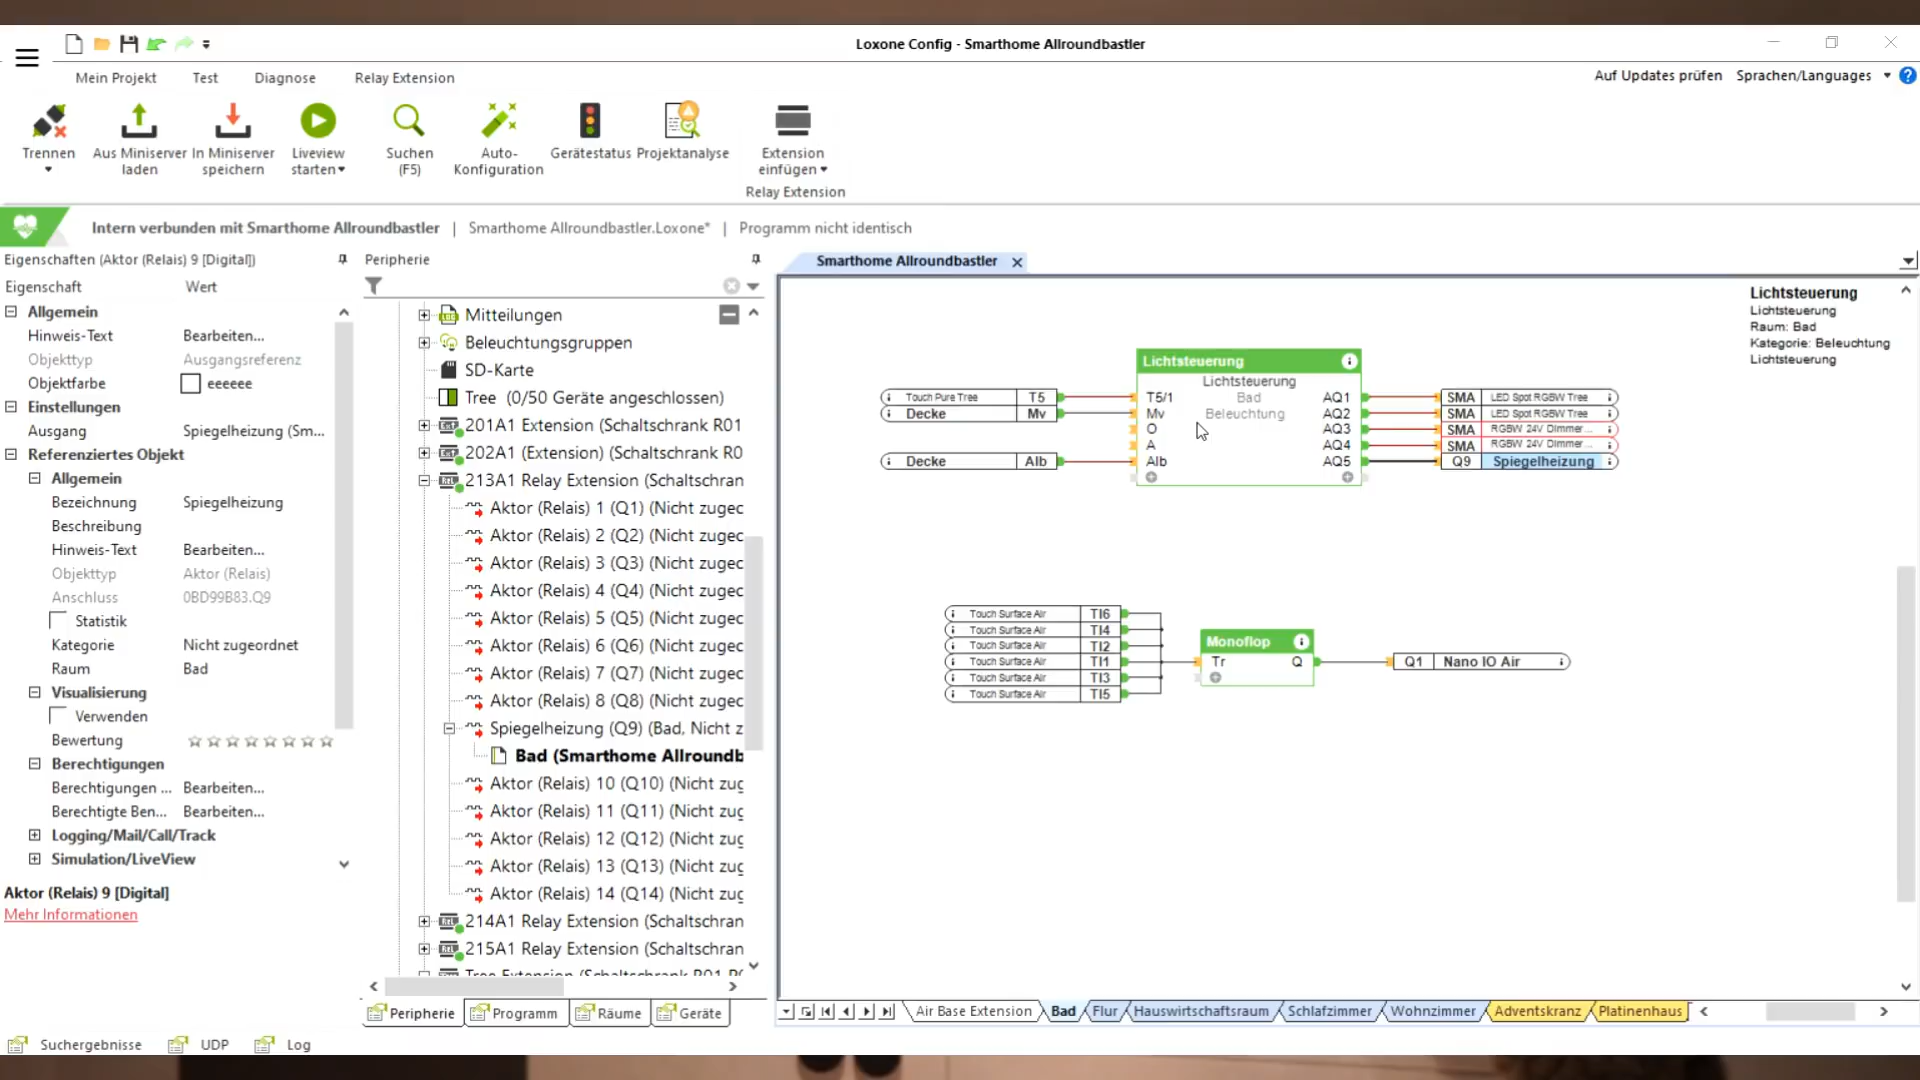 Loxone Config - Smarthome Allroundbastler
Mein Projekt
Test
Diagnose
Relay Extension
Auf Updates prüfen
Sprachen/Languages
Trennen
Aus Miniserver laden
In Miniserver speichern
Liveview starten
Suchen (F5)
Auto-Konfiguration
Gerätestatus
Projektanalyse
Extension einfügen
Relay Extension
Intern verbunden mit Smarthome Allroundbastler | Smarthome Allroundbastler.Loxone* | Programm nicht identisch
Eigenschaften (Aktor (Relais) 9 [Digital])
Eigenschaft Wert
Allgemein
Hinweis-Text Bearbeiten...
Objekttyp Ausgangsreferenz
Objektfarbe eeeeee
Einstellungen
Ausgang Spiegelheizung (Sm...
Referenziertes Objekt
Allgemein
Bezeichnung Spiegelheizung
Beschreibung
Hinweis-Text Bearbeiten...
Objekttyp Aktor (Relais)
Anschluss 0BD99B83.Q9
Statistik
Kategorie Nicht zugeordnet
Raum Bad
Visualisierung
Verwenden
Bewertung
Berechtigungen
Berechtigungen ... Bearbeiten...
Berechtigte Ben... Bearbeiten...
Logging/Mail/Call/Track
Simulation/LiveView
Aktor (Relais) 9 [Digital]
Mehr Informationen
Peripherie
Mitteilungen
Beleuchtungsgruppen
SD-Karte
Tree (0/50 Geräte angeschlossen)
201A1 Extension (Schaltschrank R01
202A1 (Extension) (Schaltschrank R0
213A1 Relay Extension (Schaltschran
Aktor (Relais) 1 (Q1) (Nicht zugec
Aktor (Relais) 2 (Q2) (Nicht zugec
Aktor (Relais) 3 (Q3) (Nicht zugec
Aktor (Relais) 4 (Q4) (Nicht zugec
Aktor (Relais) 5 (Q5) (Nicht zugec
Aktor (Relais) 6 (Q6) (Nicht zugec
Aktor (Relais) 7 (Q7) (Nicht zugec
Aktor (Relais) 8 (Q8) (Nicht zugec
Spiegelheizung (Q9) (Bad, Nicht z
Bad (Smarthome Allroundb
Aktor (Relais) 10 (Q10) (Nicht zug
Aktor (Relais) 11 (Q11) (Nicht zug
Aktor (Relais) 12 (Q12) (Nicht zug
Aktor (Relais) 13 (Q13) (Nicht zug
Aktor (Relais) 14 (Q14) (Nicht zug
214A1 Relay Extension (Schaltschran
215A1 Relay Extension (Schaltschran
Tree Extension (Schaltschrank R01
Peripherie
Programm
Räume
Geräte
Suchergebnisse
UDP
Log
Smarthome Allroundbastler
Lichtsteuerung
Lichtsteuerung
Raum: Bad
Kategorie: Beleuchtung
Lichtsteuerung
Lichtsteuerung
Lichtsteuerung
Bad
Beleuchtung
Touch Pure Tree T5
Decke Mv
Decke Alb
T5/1
Mv
O
A
Alb
AQ1
AQ2
AQ3
AQ4
AQ5
SMA LED Spot RGBW Tree
SMA LED Spot RGBW Tree
SMA RGBW 24V Dimmer...
SMA RGBW 24V Dimmer...
Q9 Spiegelheizung
Touch Surface Air TI6
Touch Surface Air TI4
Touch Surface Air TI2
Touch Surface Air TI1
Touch Surface Air TI3
Touch Surface Air TI5
Monoflop
Tr Q
Q1 Nano IO Air
Air Base Extension
Bad
Flur
Hauswirtschaftsraum
Schlafzimmer
Wohnzimmer
Adventskranz
Platinenhaus